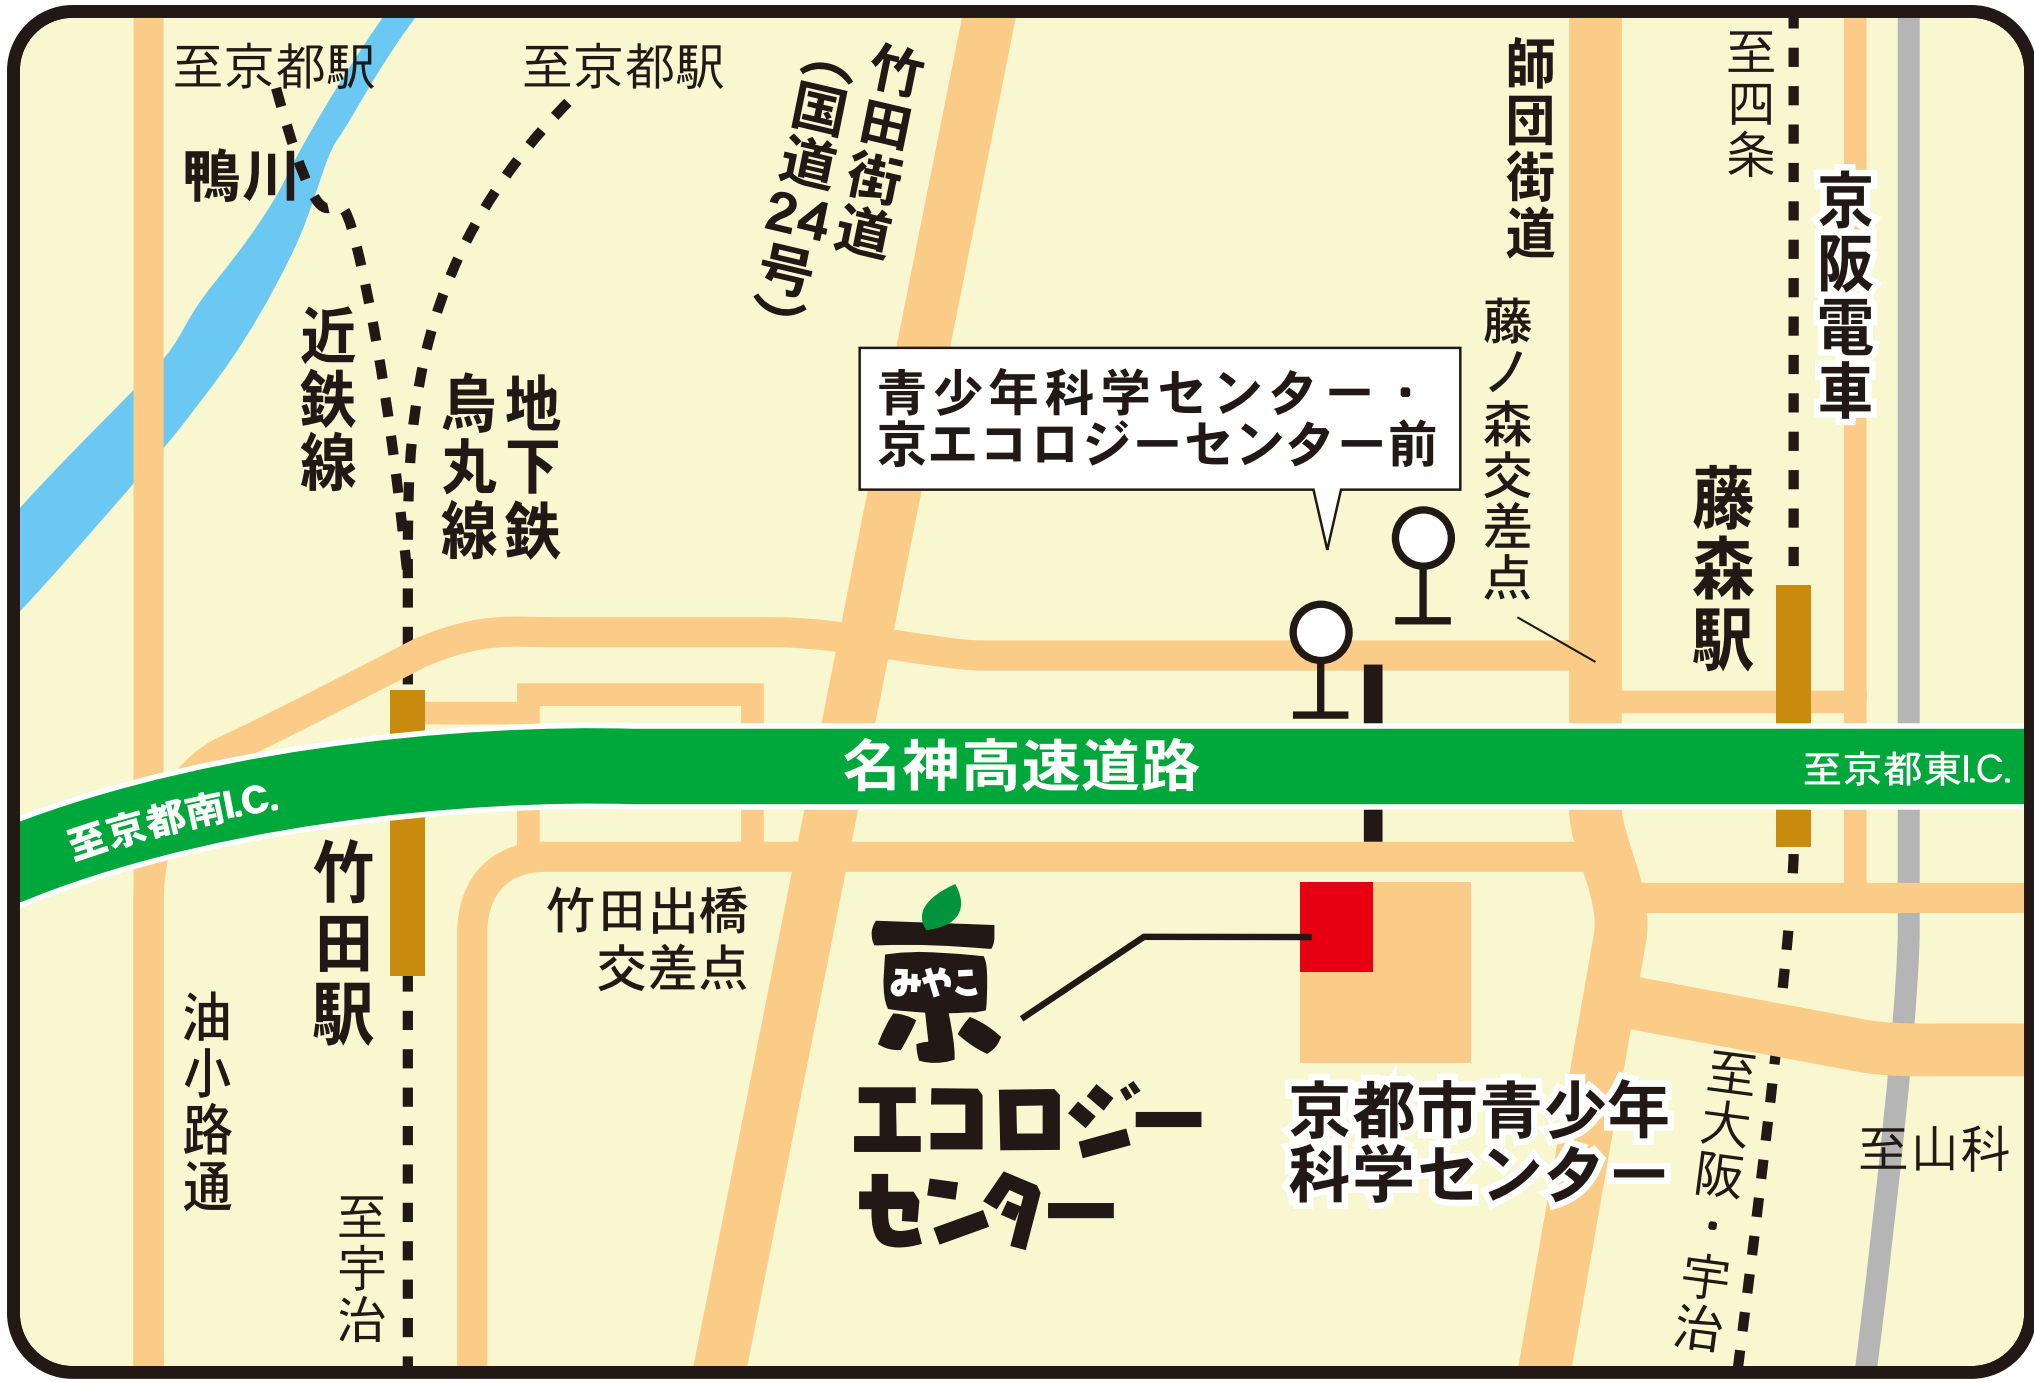 至京都駅
至京都駅
鴨川
近鉄線
地下鉄
烏丸線
竹田街道
(国道24号)
師団街道
至四条
京阪電車
藤ノ森交差点
青少年科学センター・
京エコロジーセンター前
藤森駅
名神高速道路
至京都東I.C.
至京都南I.C.
竹田駅
竹田出橋
交差点
油小路通
至宇治
京
みやこ
エコロジー
センター
京都市青少年
科学センター
至大阪・宇治
至山科